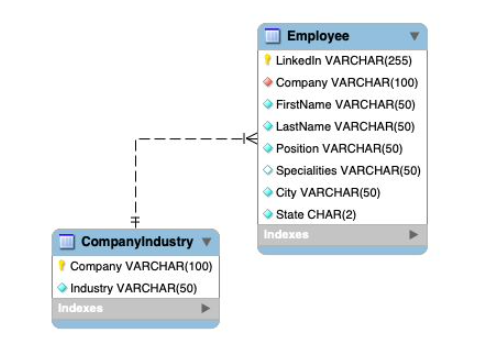 Employee
LinkedIn VARCHAR(255)
Company VARCHAR(100)
FirstName VARCHAR(50)
LastName VARCHAR(50)
Position VARCHAR(50)
Specialities VARCHAR(50)
City VARCHAR(50)
State CHAR(2)
Indexes
CompanyIndustry
Company VARCHAR(100)
Industry VARCHAR(50)
Indexes